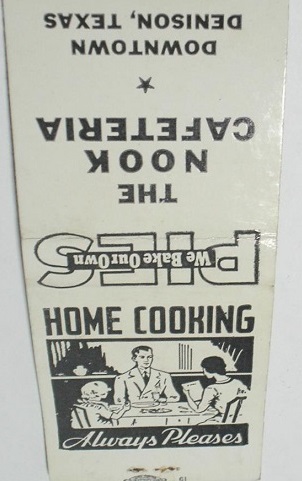 THE
NOOK
CAFETERIA
DOWNTOWN
DENISON, TEXAS
PIES
We Bake Our Own
HOME COOKING
Always Pleases